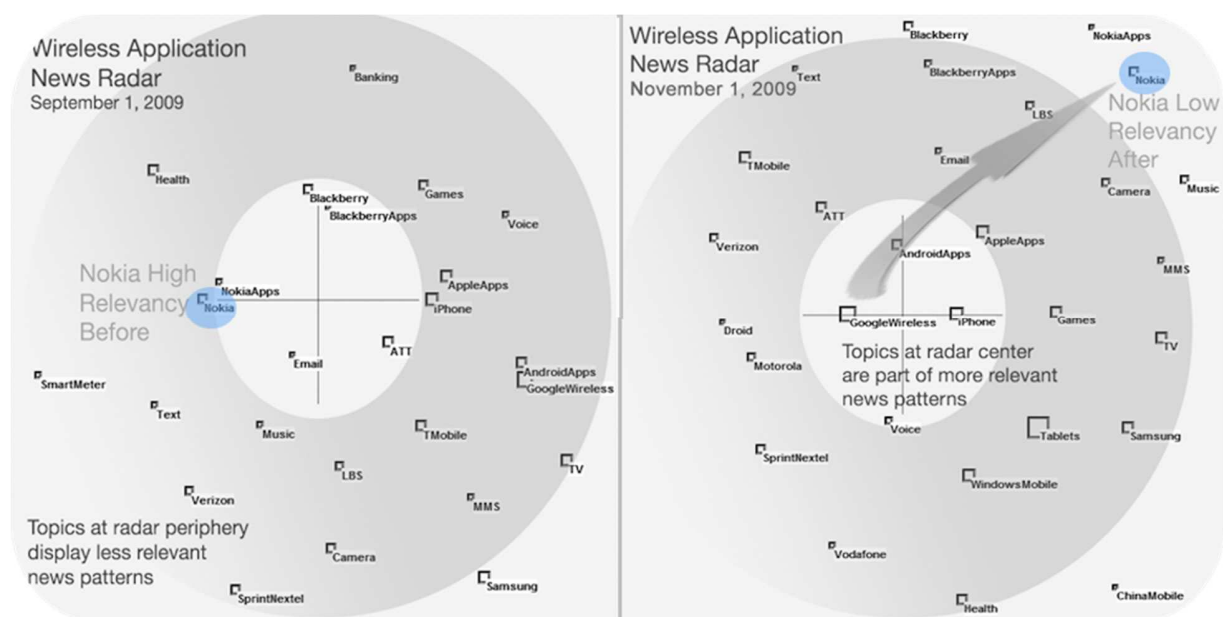 Wireless Application
News Radar
September 1, 2009
Banking
Health
Blackberry
Games
BlackberryApps
Voice
Nokia High
Relevancy
Before
NokiaApps
Nokia
AppleApps
iPhone
Email
ATT
AndroidApps
GoogleWireless
SmartMeter
Text
Music
TMobile
LBS
TV
Verizon
MMS
Topics at radar periphery
display less relevant
news patterns
Camera
Samsung
SprintNextel
Wireless Application
News Radar
November 1, 2009
Blackberry
NokiaApps
Text
BlackberryApps
Nokia
Nokia Low
Relevancy
After
LBS
TMobile
Email
Camera
Music
ATT
Verizon
AppleApps
AndroidApps
MMS
GoogleWireless
iPhone
Games
Droid
TV
Motorola
Topics at radar center
are part of more relevant
news patterns
Voice
Tablets
Samsung
SprintNextel
WindowsMobile
Vodafone
Health
ChinaMobile